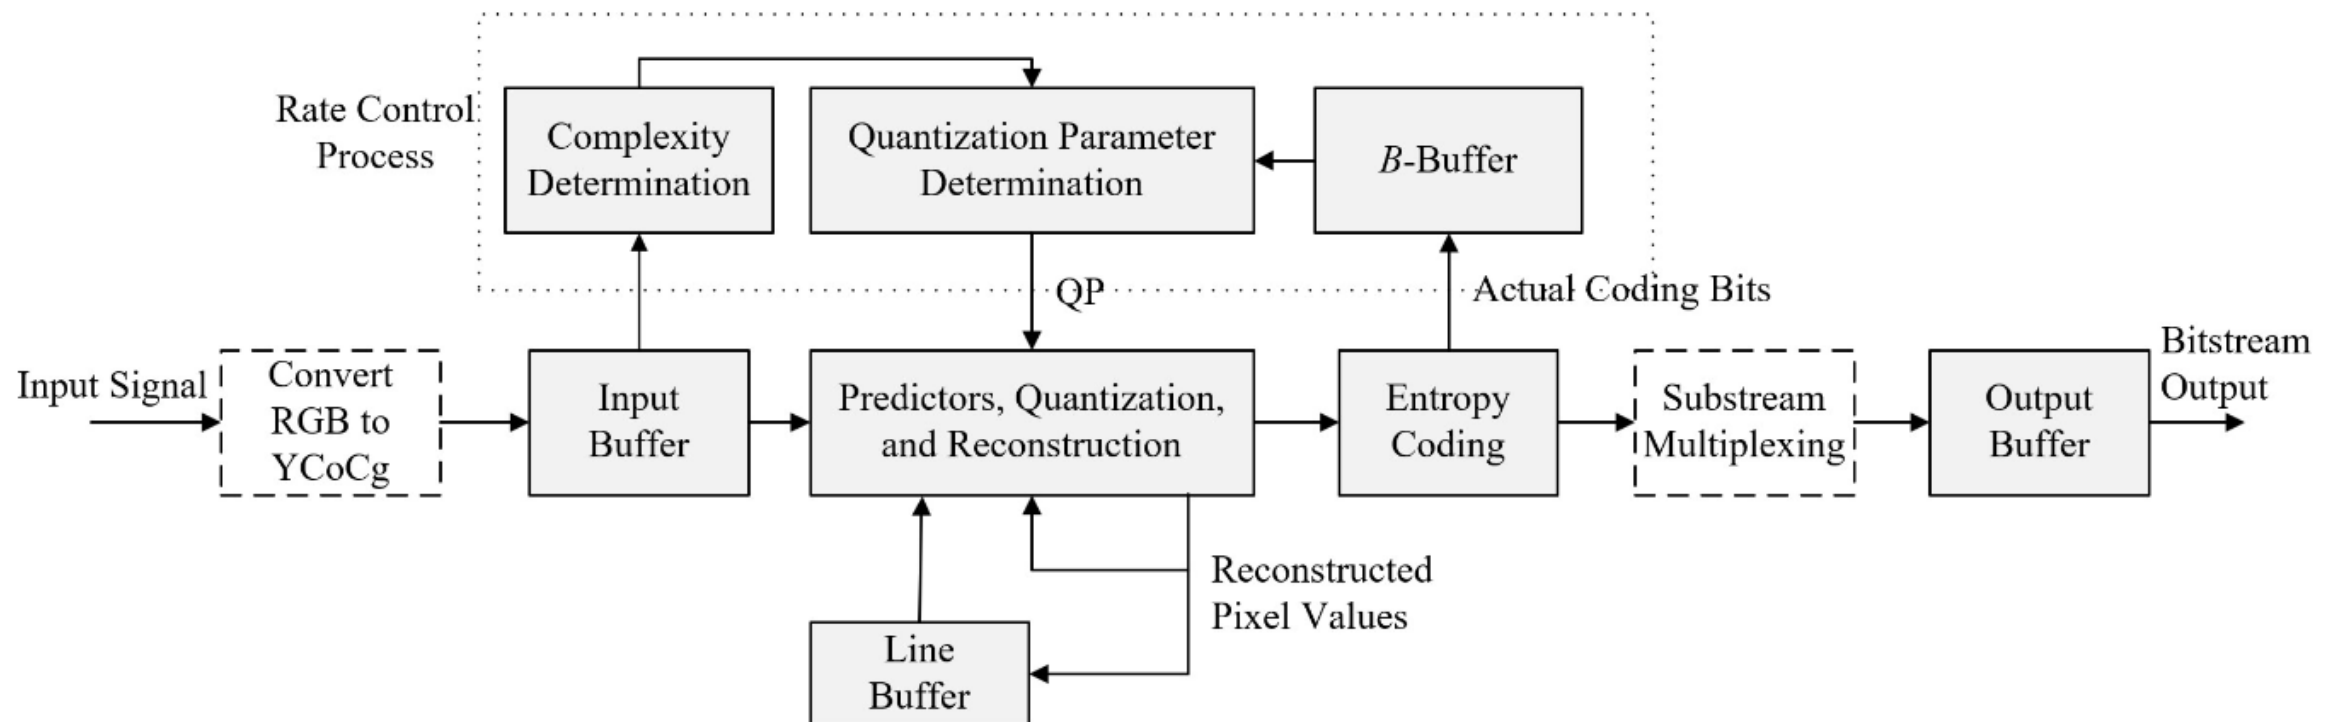 Rate Control
Process
Complexity
Determination
Quantization Parameter
Determination
B-Buffer
QP
Actual Coding Bits
Input Signal
Convert
RGB to
YCoCg
Input
Buffer
Predictors, Quantization,
and Reconstruction
Entropy
Coding
Substream
Multiplexing
Output
Buffer
Bitstream
Output
Reconstructed
Pixel Values
Line
Buffer